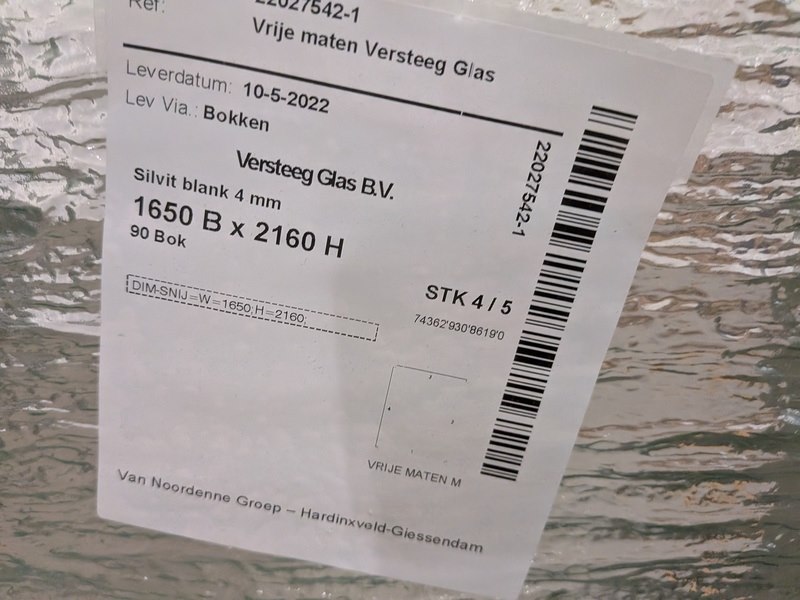 Ref: 22027542-1
Vrije maten Versteeg Glas
Leverdatum: 10-5-2022
Lev Via.: Bokken
Versteeg Glas B.V.
Silvit blank 4 mm
1650 B x 2160 H
90 Bok
DIM-SNIJ=W=1650;H=2160;
STK 4 / 5
74362'930'8619'0
22027542-1
VRIJE MATEN M
Van Noordenne Groep – Hardinxveld-Giessendam